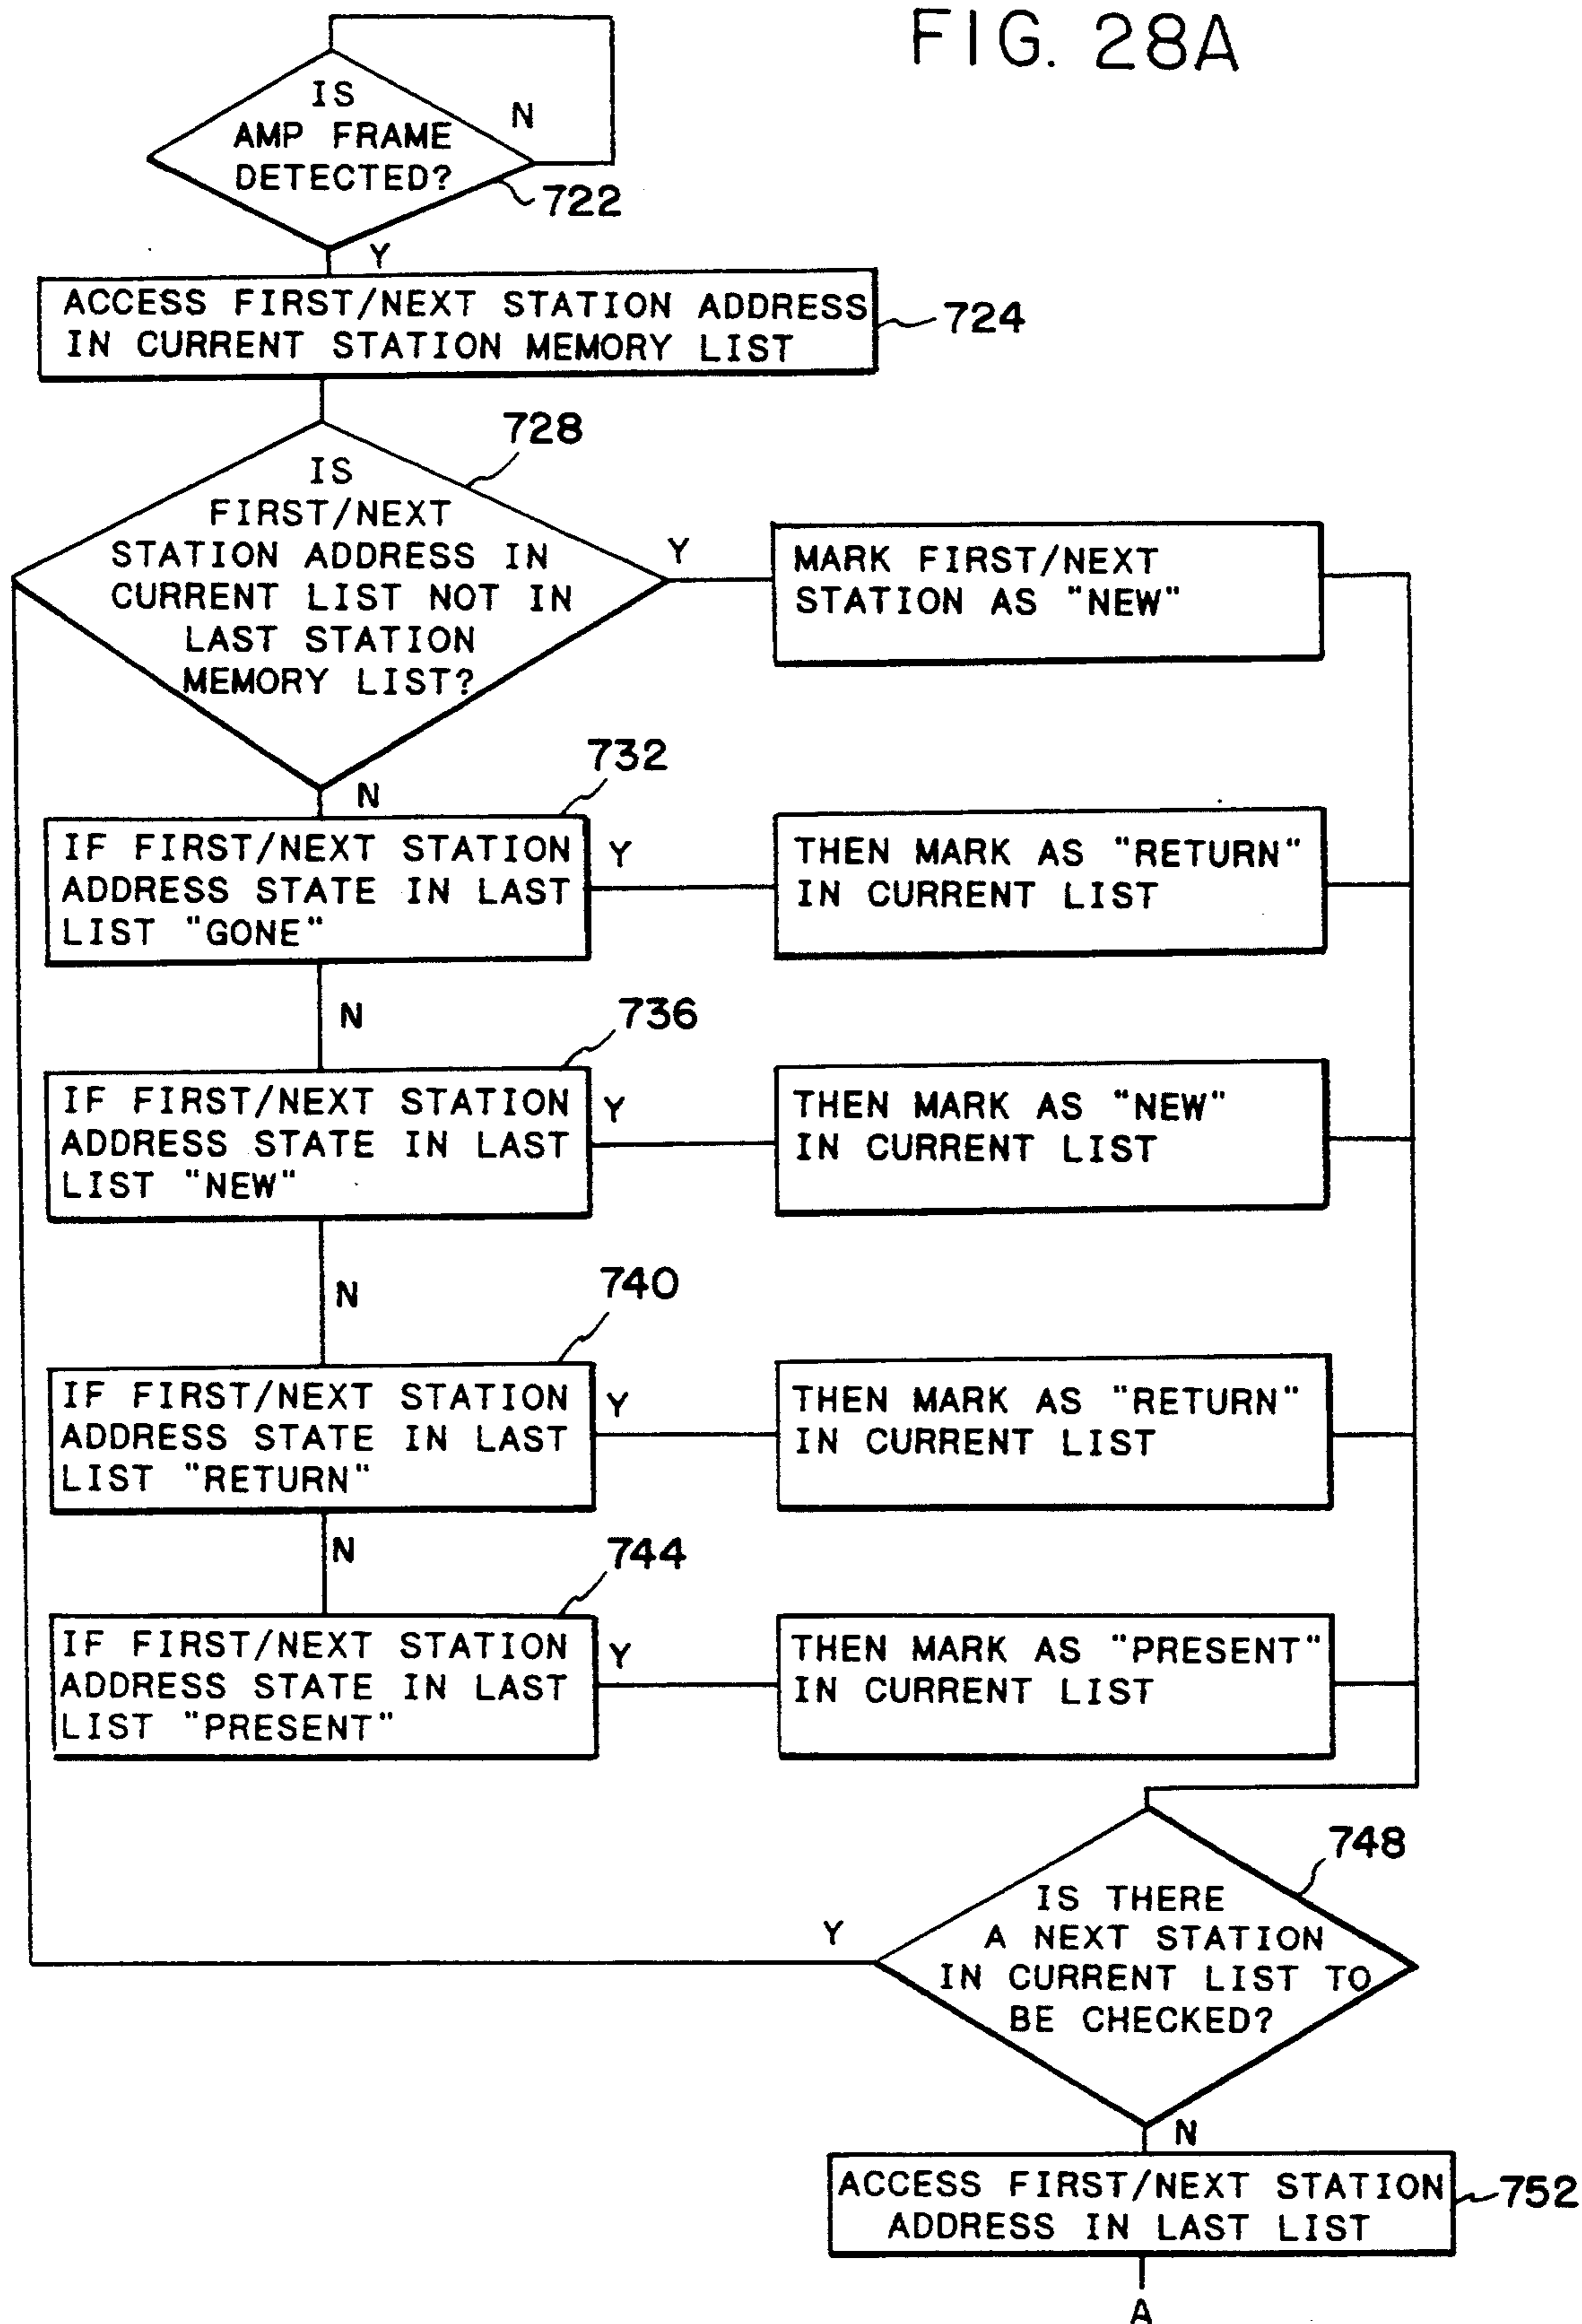 FIG. 28A
IS
AMP FRAME
DETECTED?
N
722
Y
ACCESS FIRST/NEXT STATION ADDRESS
IN CURRENT STATION MEMORY LIST
724
728
IS
FIRST/NEXT
STATION ADDRESS IN
CURRENT LIST NOT IN
LAST STATION
MEMORY LIST?
Y
MARK FIRST/NEXT
STATION AS "NEW"
N
732
IF FIRST/NEXT STATION
ADDRESS STATE IN LAST
LIST "GONE"
Y
THEN MARK AS "RETURN"
IN CURRENT LIST
N
736
IF FIRST/NEXT STATION
ADDRESS STATE IN LAST
LIST "NEW"
Y
THEN MARK AS "NEW"
IN CURRENT LIST
N
740
IF FIRST/NEXT STATION
ADDRESS STATE IN LAST
LIST "RETURN"
Y
THEN MARK AS "RETURN"
IN CURRENT LIST
N
744
IF FIRST/NEXT STATION
ADDRESS STATE IN LAST
LIST "PRESENT"
Y
THEN MARK AS "PRESENT"
IN CURRENT LIST
748
IS THERE
A NEXT STATION
IN CURRENT LIST TO
BE CHECKED?
Y
N
ACCESS FIRST/NEXT STATION
ADDRESS IN LAST LIST
752
A